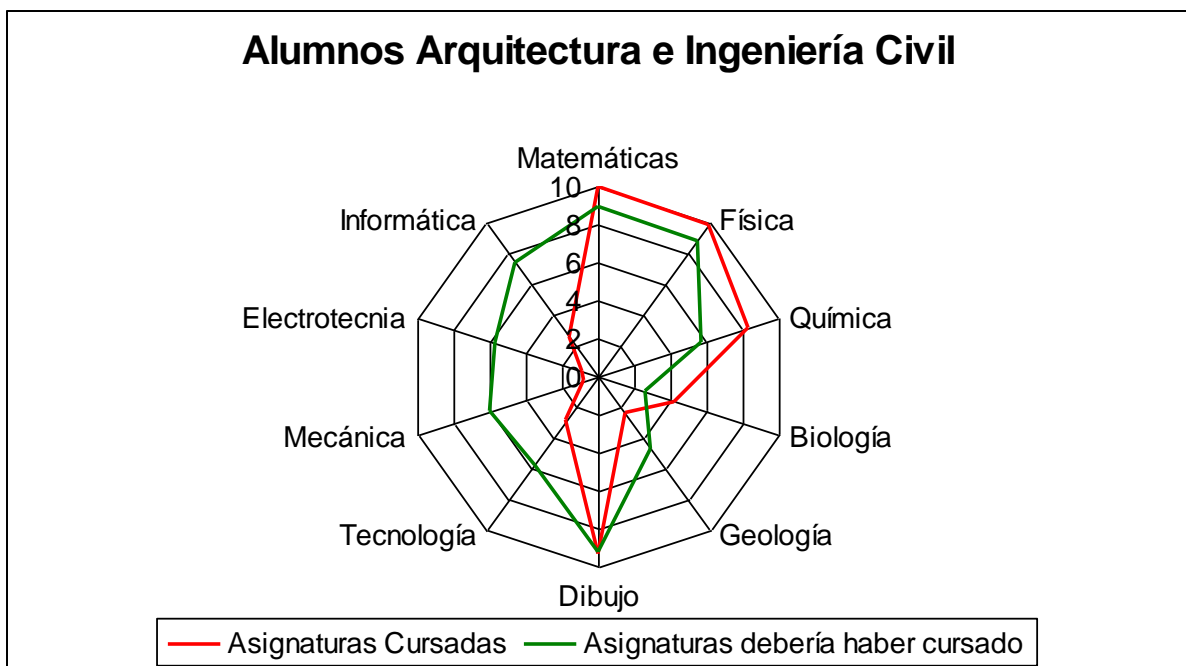 Alumnos Arquitectura e Ingeniería Civil
Matemáticas
10
Informática
Física
8
6
Electrotecnia
Química
4
2
0
Mecánica
Biología
Tecnología
Geología
Dibujo
Asignaturas Cursadas
Asignaturas debería haber cursado